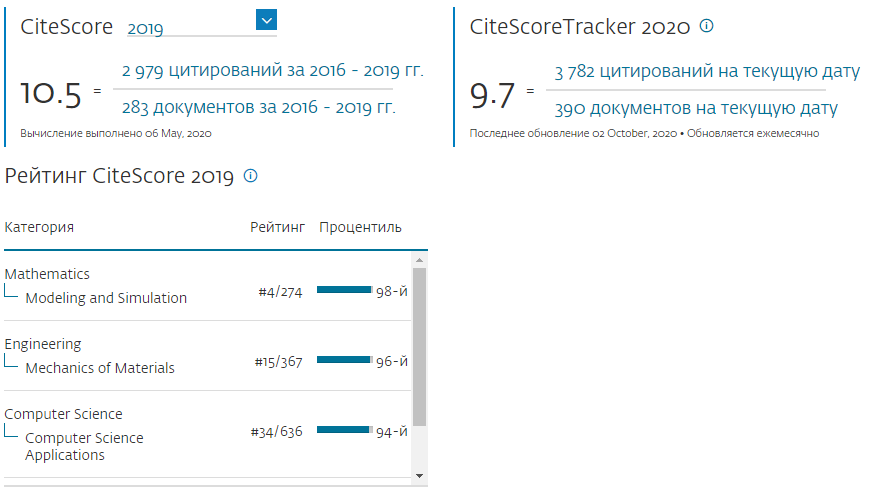 CiteScore 2019
10.5 = 2 979 цитирований за 2016 - 2019 гг.
283 документов за 2016 - 2019 гг.
Вычисление выполнено 06 May, 2020
CiteScoreTracker 2020
9.7 = 3 782 цитирований на текущую дату
390 документов на текущую дату
Последнее обновление 02 October, 2020 • Обновляется ежемесячно
Рейтинг CiteScore 2019
Категория Рейтинг Процентиль
Mathematics
Modeling and Simulation #4/274 98-й
Engineering
Mechanics of Materials #15/367 96-й
Computer Science
Computer Science #34/636 94-й
Applications